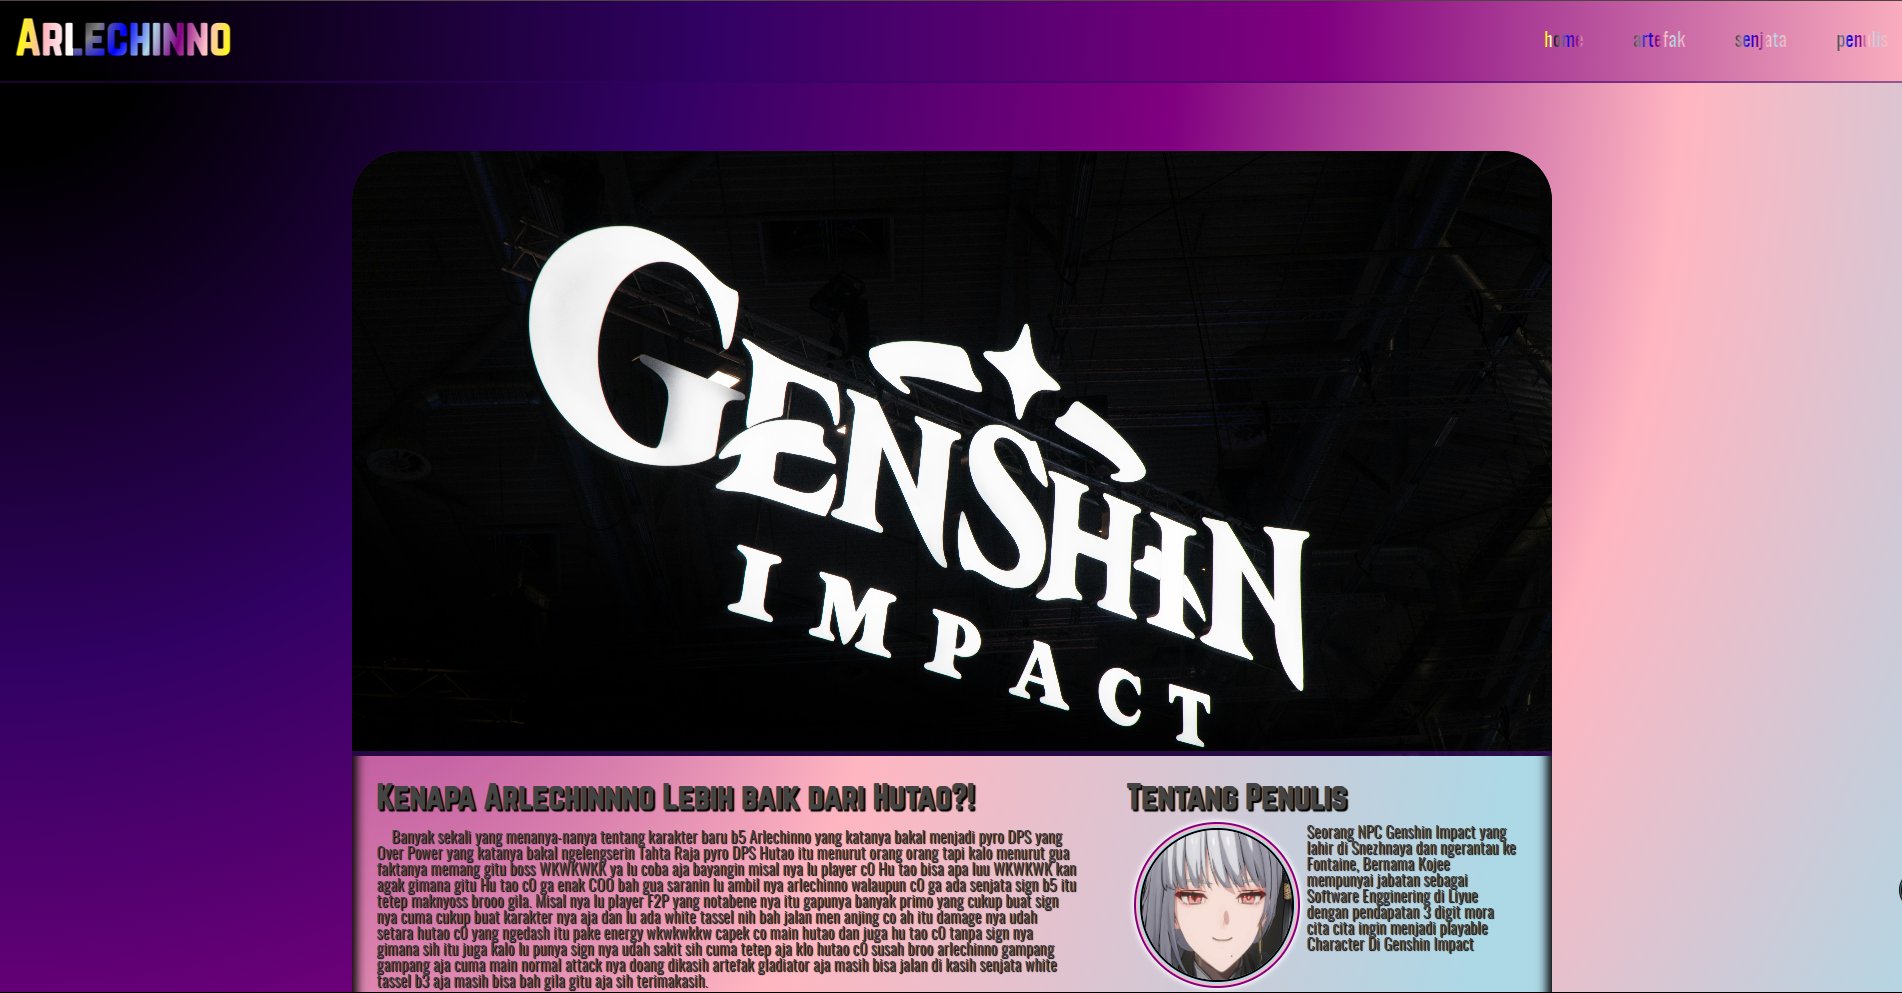 ARLECHINNO
home artefak senjata penulis
GENSHIN
IMPACT
KENAPA ARLECHINNNO LEBIH BAIK DARI HUTAO?!
Banyak sekali yang menanya-nanya tentang karakter baru b5 Arlechinno yang katanya bakal menjadi pyro DPS yang
Over Power yang katanya bakal ngelengserin Tahta Raja pyro DPS Hutao itu menurut orang orang tapi kalo menurut gua
faktanya memang gitu boss WKWKWKK ya lu coba aja bayangin misal nya lu player c0 Hu tao bisa apa luu WKWKWK kan
agak gimana gitu Hu tao c0 ga enak COO bah gua saranin lu ambil nya arlechinno walaupun c0 ga ada senjata sign b5 itu
tetep maknyoss brooo gila. Misal nya lu player F2P yang notabene nya itu gapunya banyak primo yang cukup buat sign
nya cuma cukup buat karakter nya aja dan lu ada white tassel nih bah jalan men anjing co ah itu damage nya udah
setara hutao c0 yang ngedash itu pake energy wkwkwkkw capek co main hutao dan juga hu tao c0 tanpa sign nya
gimana sih itu juga kalo lu punya sign nya udah sakit sih cuma tetep aja klo hutao c0 susah broo arlechinno gampang
gampang aja cuma main normal attack nya doang dikasih artefak gladiator aja masih bisa jalan di kasih senjata white
tassel b3 aja masih bisa bah gila gitu aja sih terimakasih.
TENTANG PENULIS
Seorang NPC Genshin Impact yang
lahir di Snezhnaya dan ngerantau ke
Fontaine, Bernama Kojee
mempunyai jabatan sebagai
Software Enggineering di Liyue
dengan pendapatan 3 digit mora
cita cita ingin menjadi playable
Character Di Genshin Impact